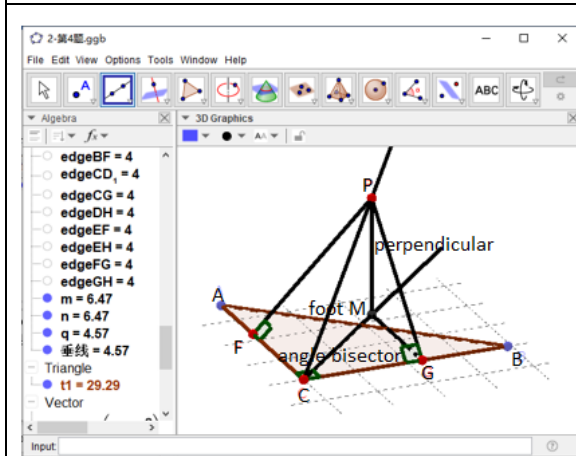 2-第4题.ggb
File Edit View Options Tools Window Help
ABC
Algebra
3D Graphics
fx
AA
edgeBF = 4
edgeCD₁ = 4
edgeCG = 4
edgeDH = 4
edgeEF = 4
edgeEH = 4
edgeFG = 4
edgeGH = 4
m = 6.47
n = 6.47
q = 4.57
垂线 = 4.57
Triangle
t1 = 29.29
Vector
P
perpendicular
A
foot M
F
angle bisector
B
G
C
Input: